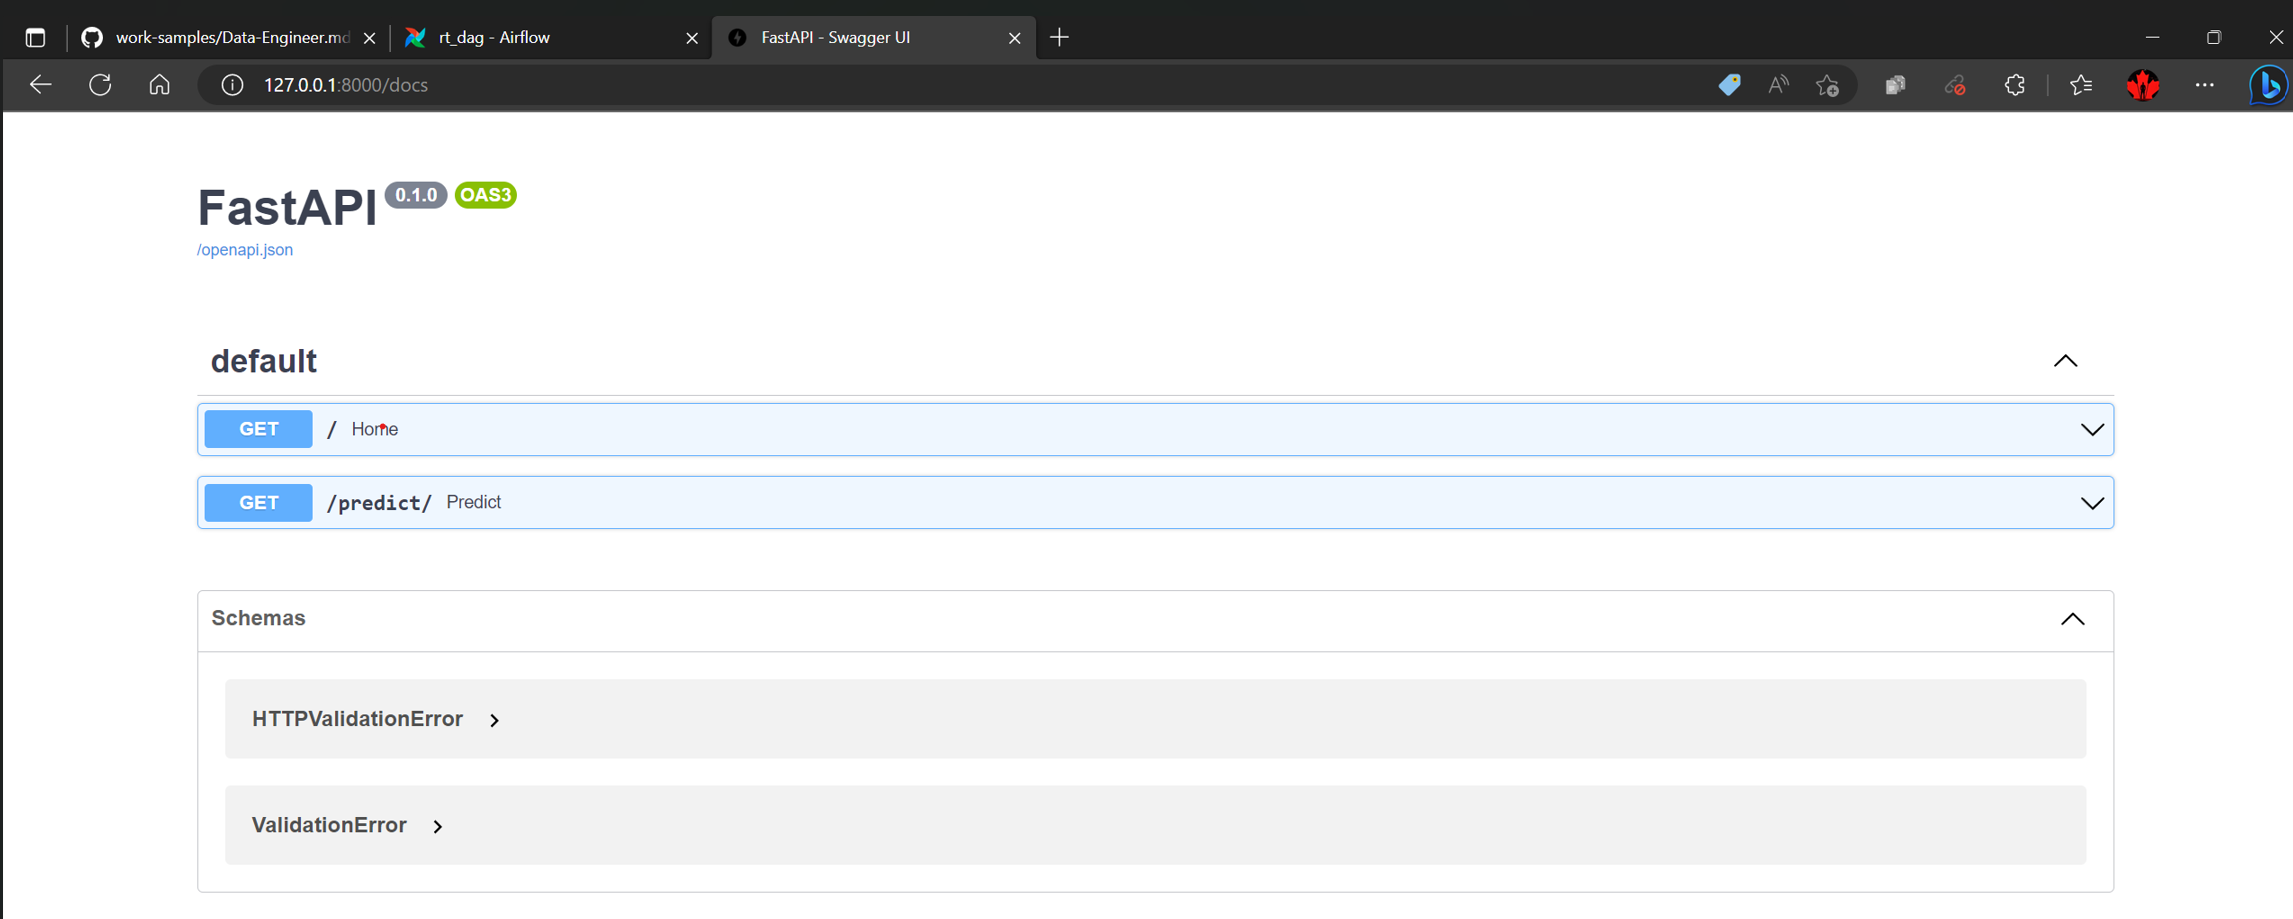 work-samples/Data-Engineer.md
rt_dag - Airflow
FastAPI - Swagger UI
127.0.0.1:8000/docs
FastAPI 0.1.0 OAS3
/openapi.json
default
GET / Home
GET /predict/ Predict
Schemas
HTTPValidationError
ValidationError